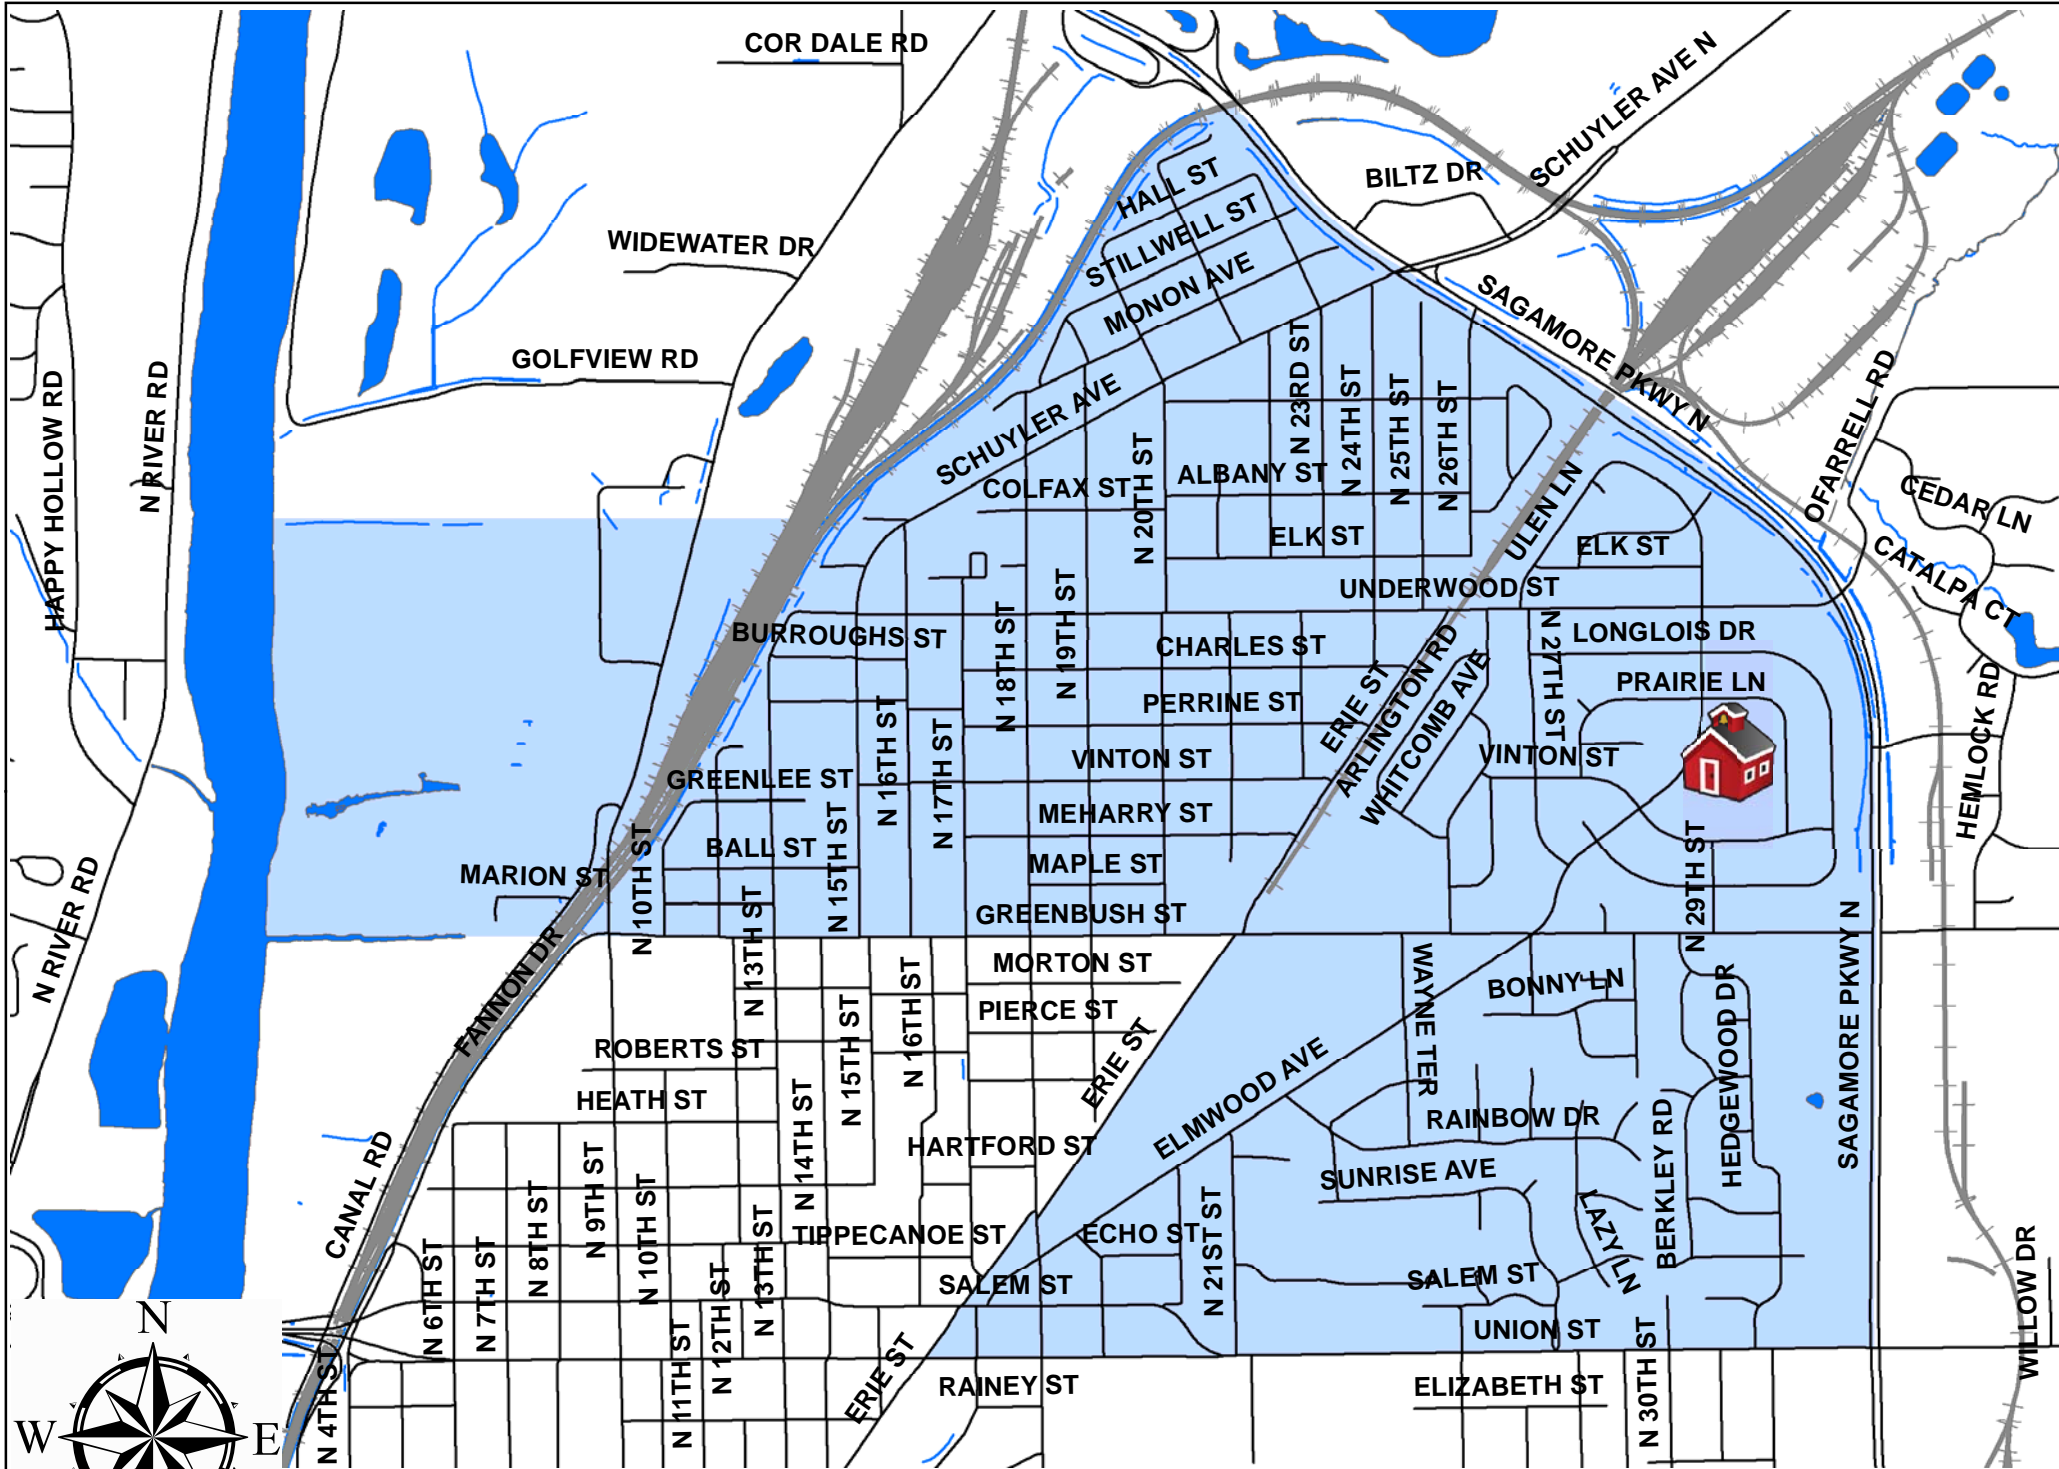 COR DALE RD
SCHUYLER AVE N
HALL ST
BILTZ DR
STILLWELL ST
WIDEWATER DR
MONON AVE
SAGAMORE PKWY N
GOLFVIEW RD
N RIVER RD
HAPPY HOLLOW RD
SCHUYLER AVE
N 23RD ST
N 24TH ST
N 25TH ST
N 26TH ST
OFARRELL RD
COLFAX ST
N 20TH ST
ALBANY ST
CEDAR LN
ULEN LN
ELK ST
ELK ST
CATALPA CT
UNDERWOOD ST
BURROUGHS ST
N 18TH ST
N 19TH ST
CHARLES ST
N 27TH ST
LONGLOIS DR
PRAIRIE LN
PERRINE ST
ERIE ST
ARLINGTON RD
WHITCOMB AVE
HEMLOCK RD
N 16TH ST
N 17TH ST
VINTON ST
VINTON ST
GREENLEE ST
MEHARRY ST
BALL ST
N 15TH ST
MAPLE ST
MARION ST
N 10TH ST
N 13TH ST
GREENBUSH ST
N 29TH ST
N RIVER RD
FANNON DR
MORTON ST
N 16TH ST
PIERCE ST
WAYNE TER
BONNY LN
HEDGEWOOD DR
SAGAMORE PKWY N
ROBERTS ST
N 15TH ST
ERIE ST
HEATH ST
ELMWOOD AVE
RAINBOW DR
N 14TH ST
HARTFORD ST
CANAL RD
N 9TH ST
SUNRISE AVE
BERKLEY RD
N 8TH ST
N 10TH ST
N 13TH ST
TIPPECANOE ST
ECHO ST
N 21ST ST
LAZY LN
N 6TH ST
N 7TH ST
N 12TH ST
SALEM ST
SALEM ST
WILLOW DR
N 4TH ST
N 11TH ST
ERIE ST
UNION ST
N 30TH ST
RAINEY ST
ELIZABETH ST
N
W
E